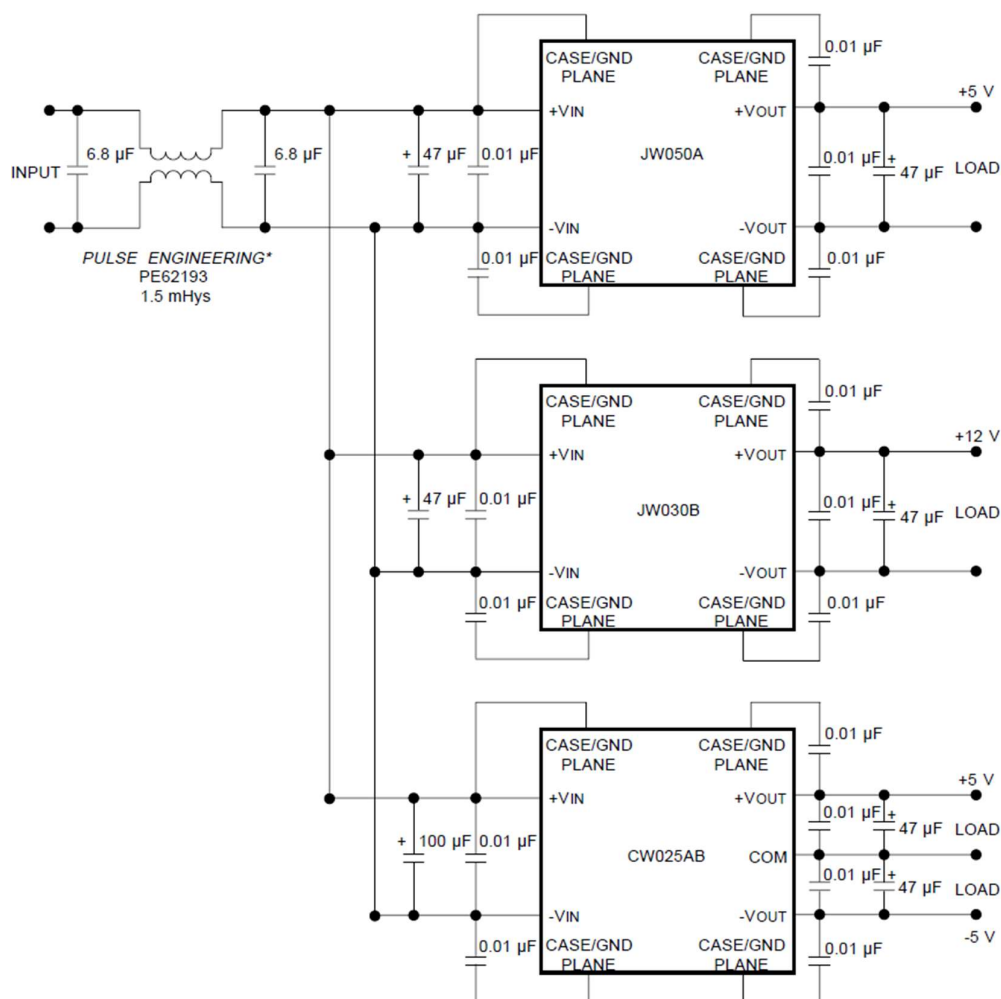 INPUT
6.8 µF
6.8 µF
PULSE ENGINEERING*
PE62193
1.5 mHys
+ 47 µF
0.01 µF
0.01 µF
CASE/GND
PLANE
CASE/GND
PLANE
+VIN
+VOUT
JW050A
-VIN
-VOUT
CASE/GND
PLANE
CASE/GND
PLANE
0.01 µF
0.01 µF
0.01 µF
+
47 µF
+5 V
LOAD
+ 47 µF
0.01 µF
0.01 µF
CASE/GND
PLANE
CASE/GND
PLANE
+VIN
+VOUT
JW030B
-VIN
-VOUT
CASE/GND
PLANE
CASE/GND
PLANE
0.01 µF
0.01 µF
0.01 µF
+
47 µF
+12 V
LOAD
+ 100 µF
0.01 µF
0.01 µF
CASE/GND
PLANE
CASE/GND
PLANE
+VIN
+VOUT
CW025AB
COM
-VIN
-VOUT
CASE/GND
PLANE
CASE/GND
PLANE
0.01 µF
0.01 µF
0.01 µF
0.01 µF
+
47 µF
+
47 µF
+5 V
LOAD
LOAD
-5 V